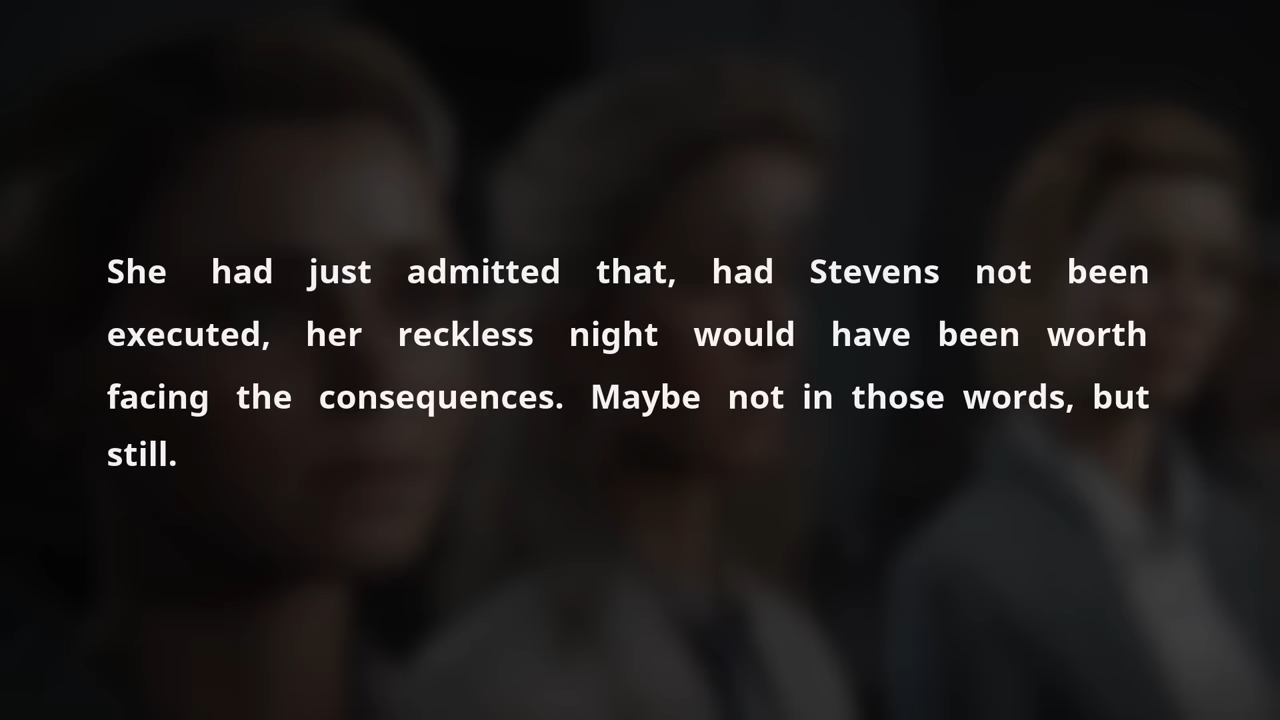 She had just admitted that, had Stevens not been
executed, her reckless night would have been worth
facing the consequences. Maybe not in those words, but
still.